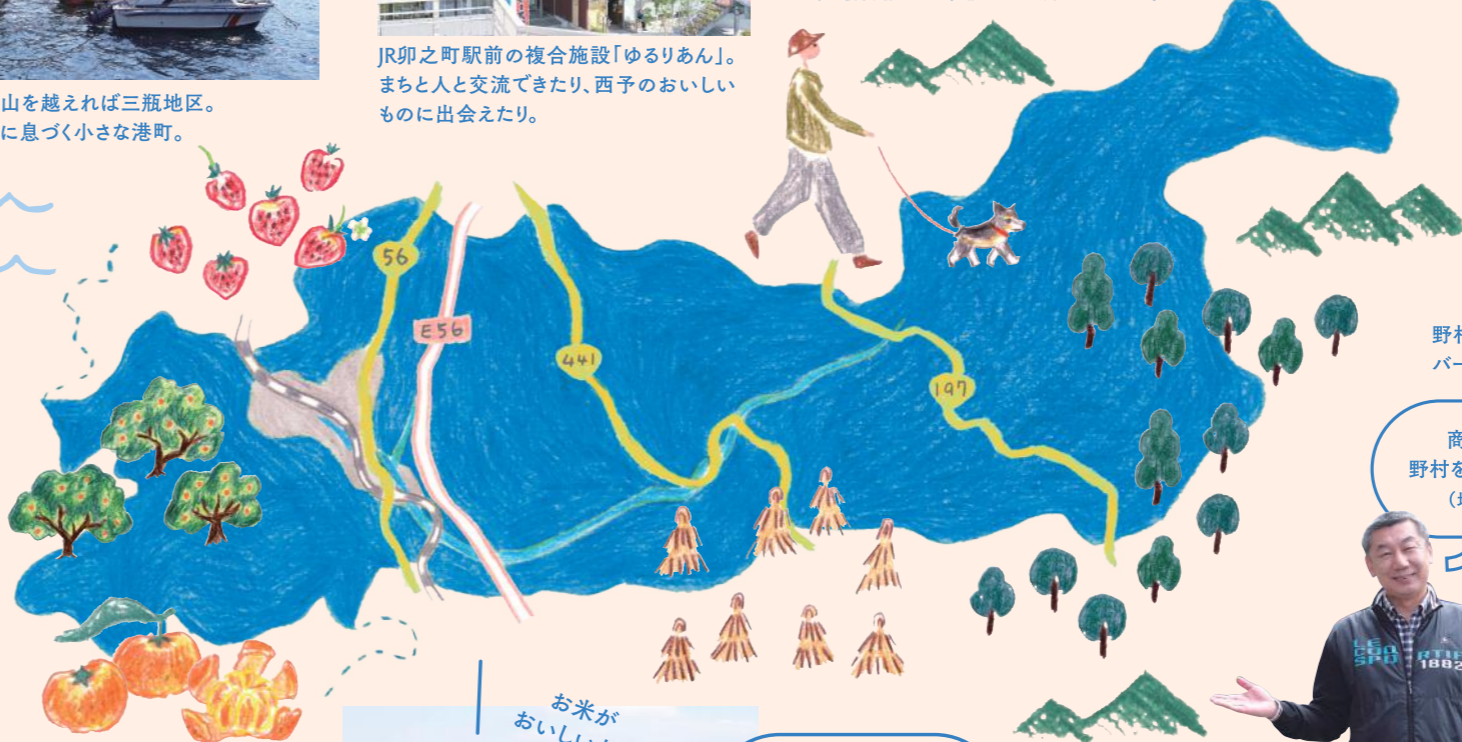 山を越えれば三瓶地区。
に息づく小さな港町。
JR卯之町駅前の複合施設「ゆるりあん」。
まちと人と交流できたり、西予のおいしい
ものに出会えたり。
56
E56
441
197
野村
バー
商
野村を
お米が
おいしい
LE
COQ
SPO
RTIF
1882